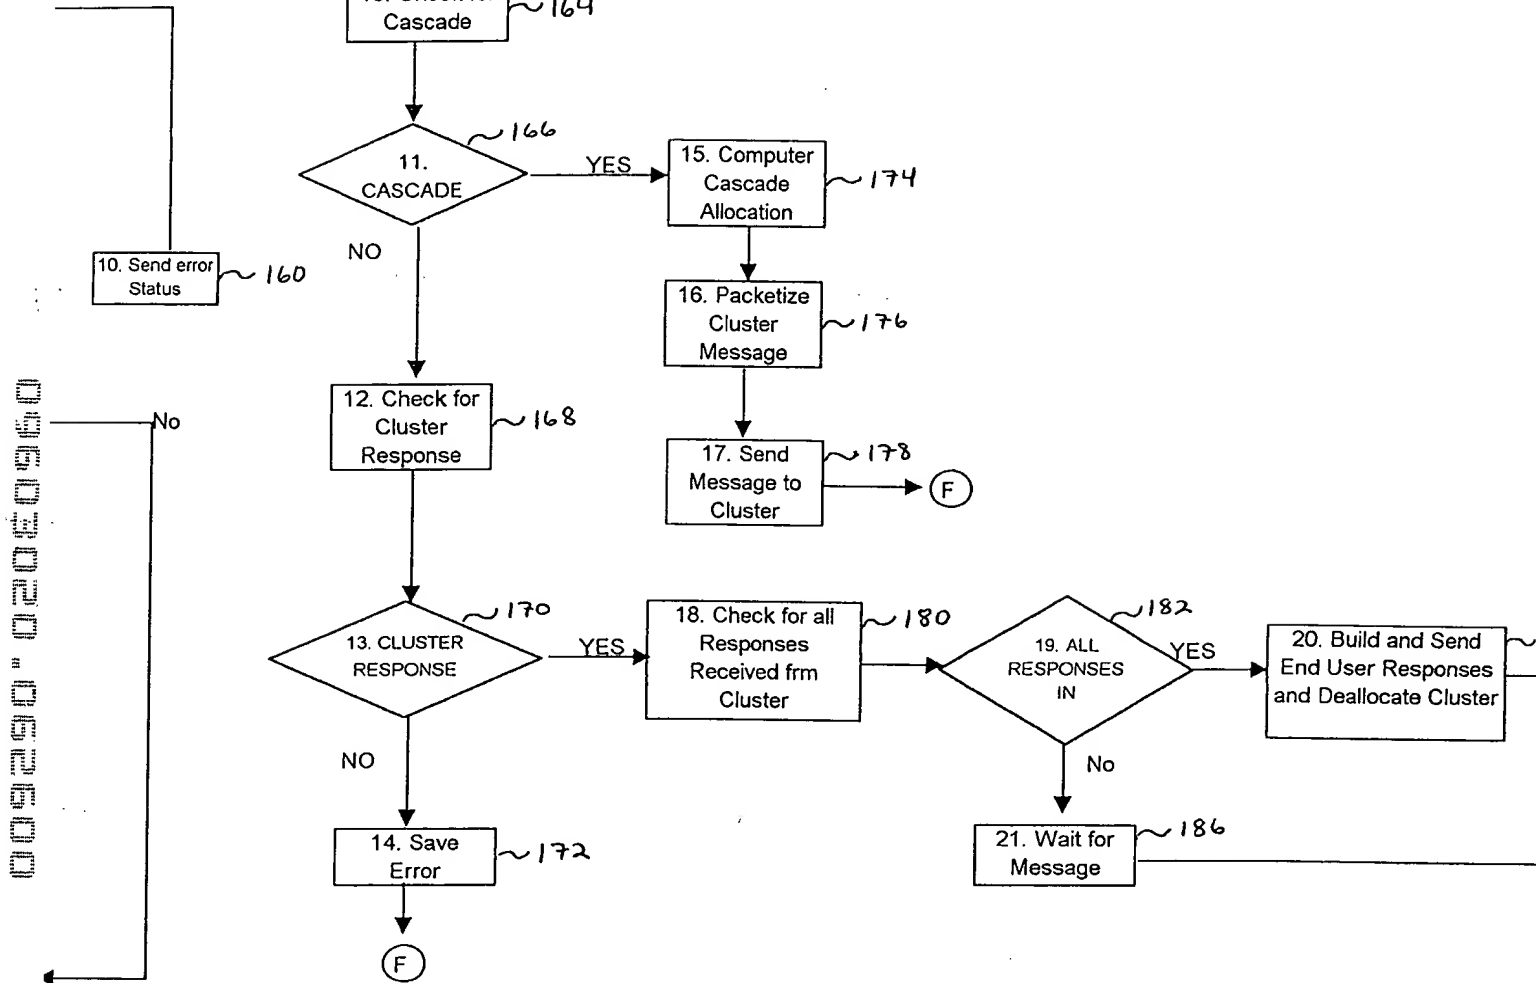 Cascade
164
166
11.
CASCADE
YES
15. Computer
Cascade
Allocation
174
NO
10. Send error
Status
160
16. Packetize
Cluster
Message
176
No
12. Check for
Cluster
Response
168
17. Send
Message to
Cluster
178
F
13. CLUSTER
RESPONSE
170
YES
18. Check for all
Responses
Received frm
Cluster
180
19. ALL
RESPONSES
IN
182
YES
20. Build and Send
End User Responses
and Deallocate Cluster
NO
No
14. Save
Error
172
21. Wait for
Message
186
F
09603020.062600